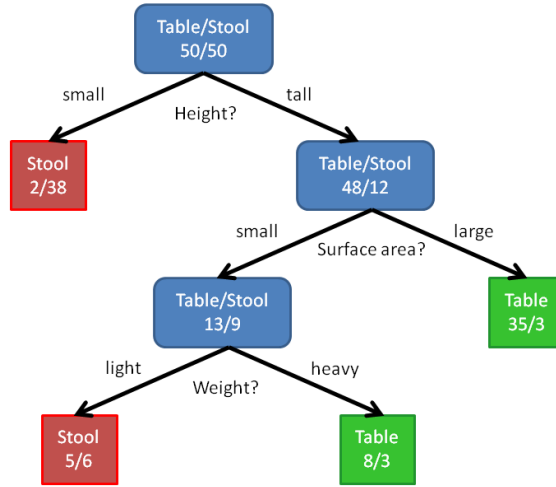 Table/Stool
50/50
small
tall
Height?
Stool
2/38
Table/Stool
48/12
small
large
Surface area?
Table/Stool
13/9
Table
35/3
light
heavy
Weight?
Stool
5/6
Table
8/3